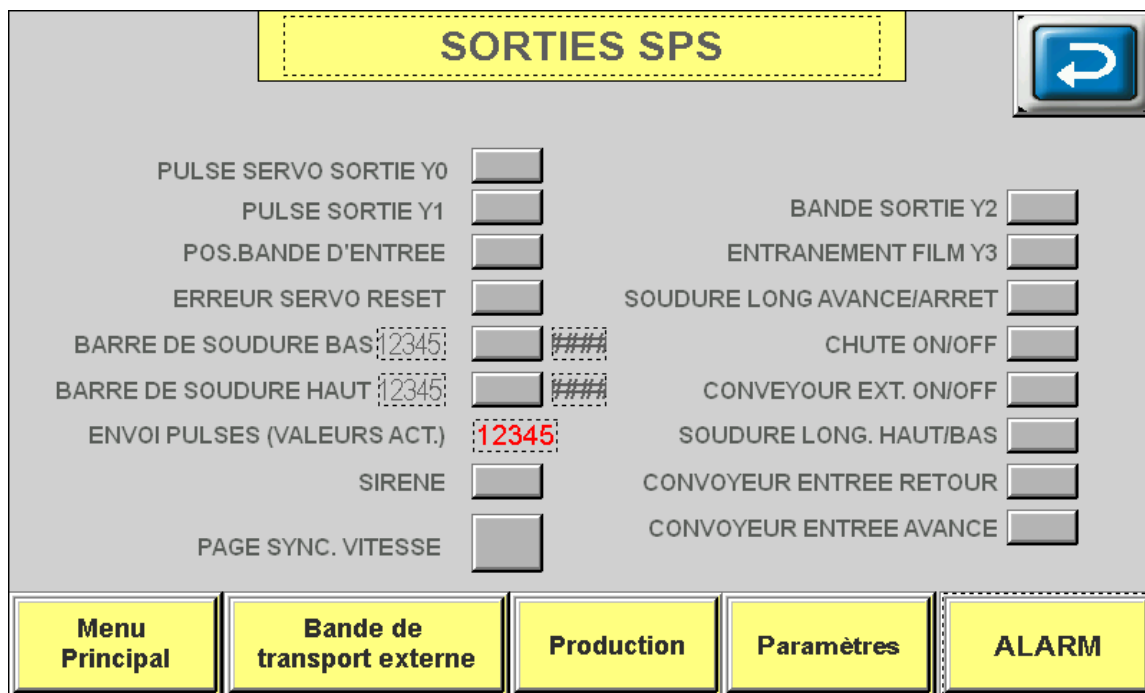 SORTIES SPS
PULSE SERVO SORTIE Y0
PULSE SORTIE Y1
POS.BANDE D'ENTREE
ERREUR SERVO RESET
BARRE DE SOUDURE BAS 12345 ####
BARRE DE SOUDURE HAUT 12345 ####
ENVOI PULSES (VALEURS ACT.) 12345
SIRENE
PAGE SYNC. VITESSE
BANDE SORTIE Y2
ENTRANEMENT FILM Y3
SOUDURE LONG AVANCE/ARRET
CHUTE ON/OFF
CONVEYOUR EXT. ON/OFF
SOUDURE LONG. HAUT/BAS
CONVOYEUR ENTREE RETOUR
CONVOYEUR ENTREE AVANCE
Menu
Principal
Bande de
transport externe
Production
Paramètres
ALARM